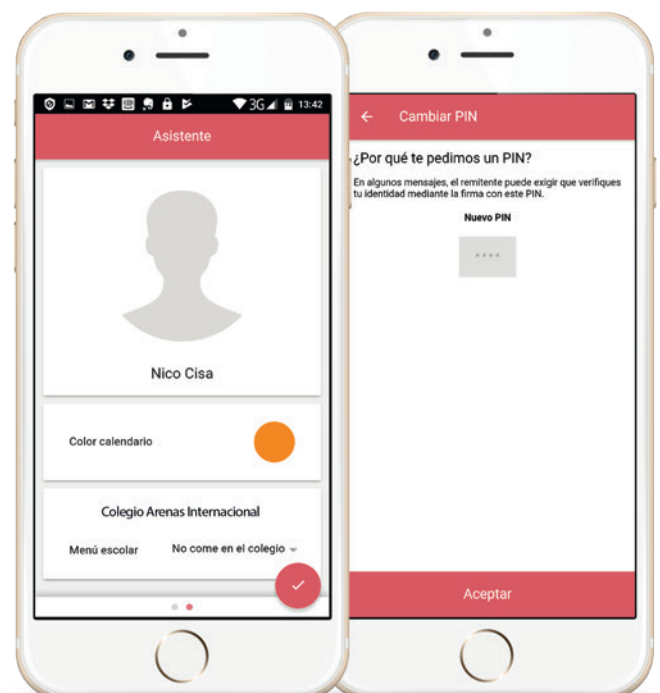 3G 13:42
Asistente
Nico Cisa
Color calendario
Colegio Arenas Internacional
Menú escolar No come en el colegio
Cambiar PIN
¿Por qué te pedimos un PIN?
En algunos mensajes, el remitente puede exigir que verifiques
tu identidad mediante la firma con este PIN.
Nuevo PIN
Aceptar